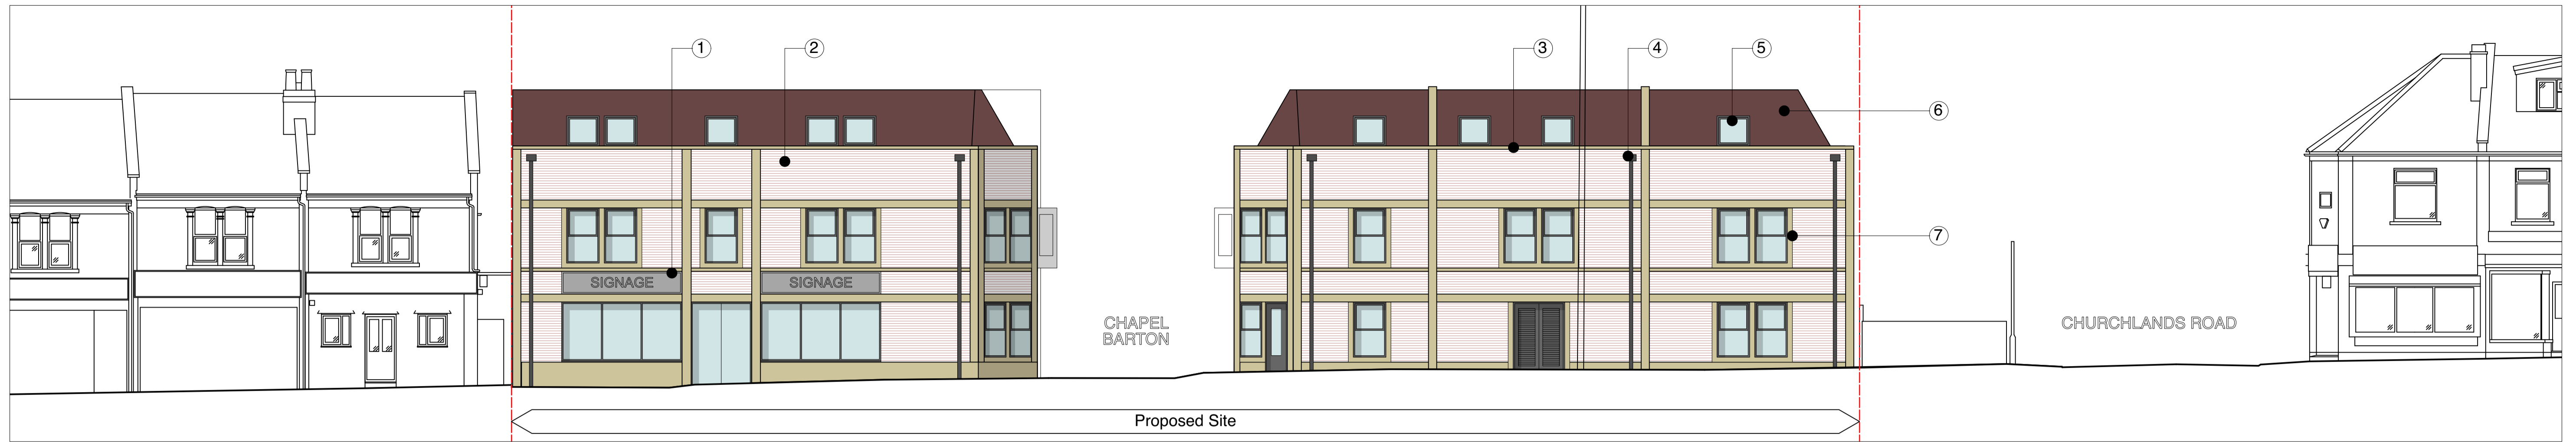 1
2
3
4
5
6
7
SIGNAGE
SIGNAGE
CHAPEL
BARTON
CHURCHLANDS ROAD
Proposed Site